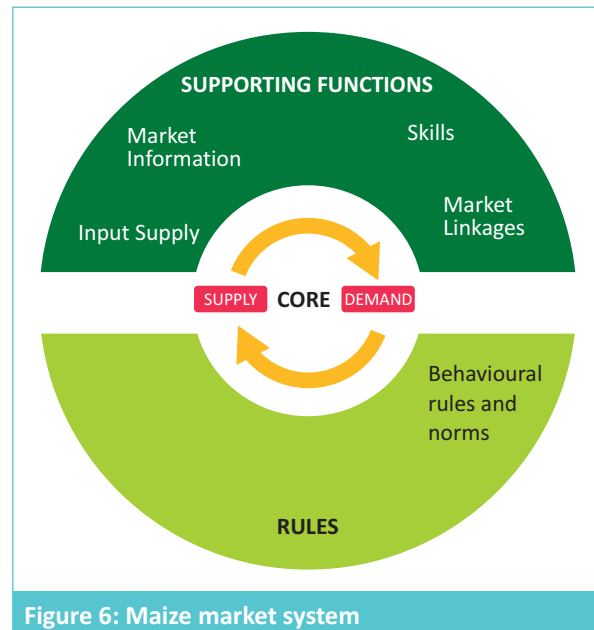 SUPPORTING FUNCTIONS
Market
Information
Skills
Input Supply
Market
Linkages
SUPPLY CORE DEMAND
Behavioural
rules and
norms
RULES
Figure 6: Maize market system